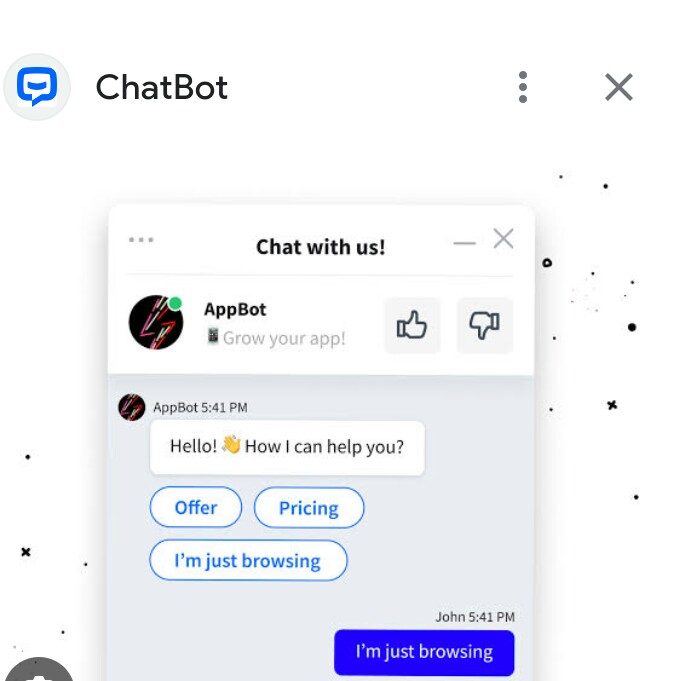 ChatBot
Chat with us!
AppBot
📱Grow your app!
AppBot 5:41 PM
Hello! 👋 How I can help you?
Offer Pricing
I'm just browsing
John 5:41 PM
I'm just browsing